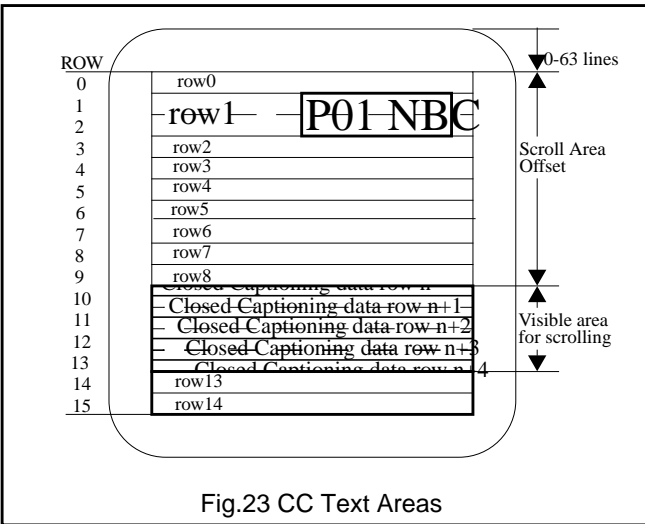 ROW
0-63 lines
0 row0
1 row1 P01 NBC
2
3 row2
4 row3
Scroll Area
Offset
5 row4
6 row5
7 row6
8 row7
9 row8
Closed Captioning data row n
10 Closed Captioning data row n+1
11 Closed Captioning data row n+2
Visible area
for scrolling
12 Closed Captioning data row n+3
13 Closed Captioning data row n+4
14 row13
15 row14
Fig.23 CC Text Areas